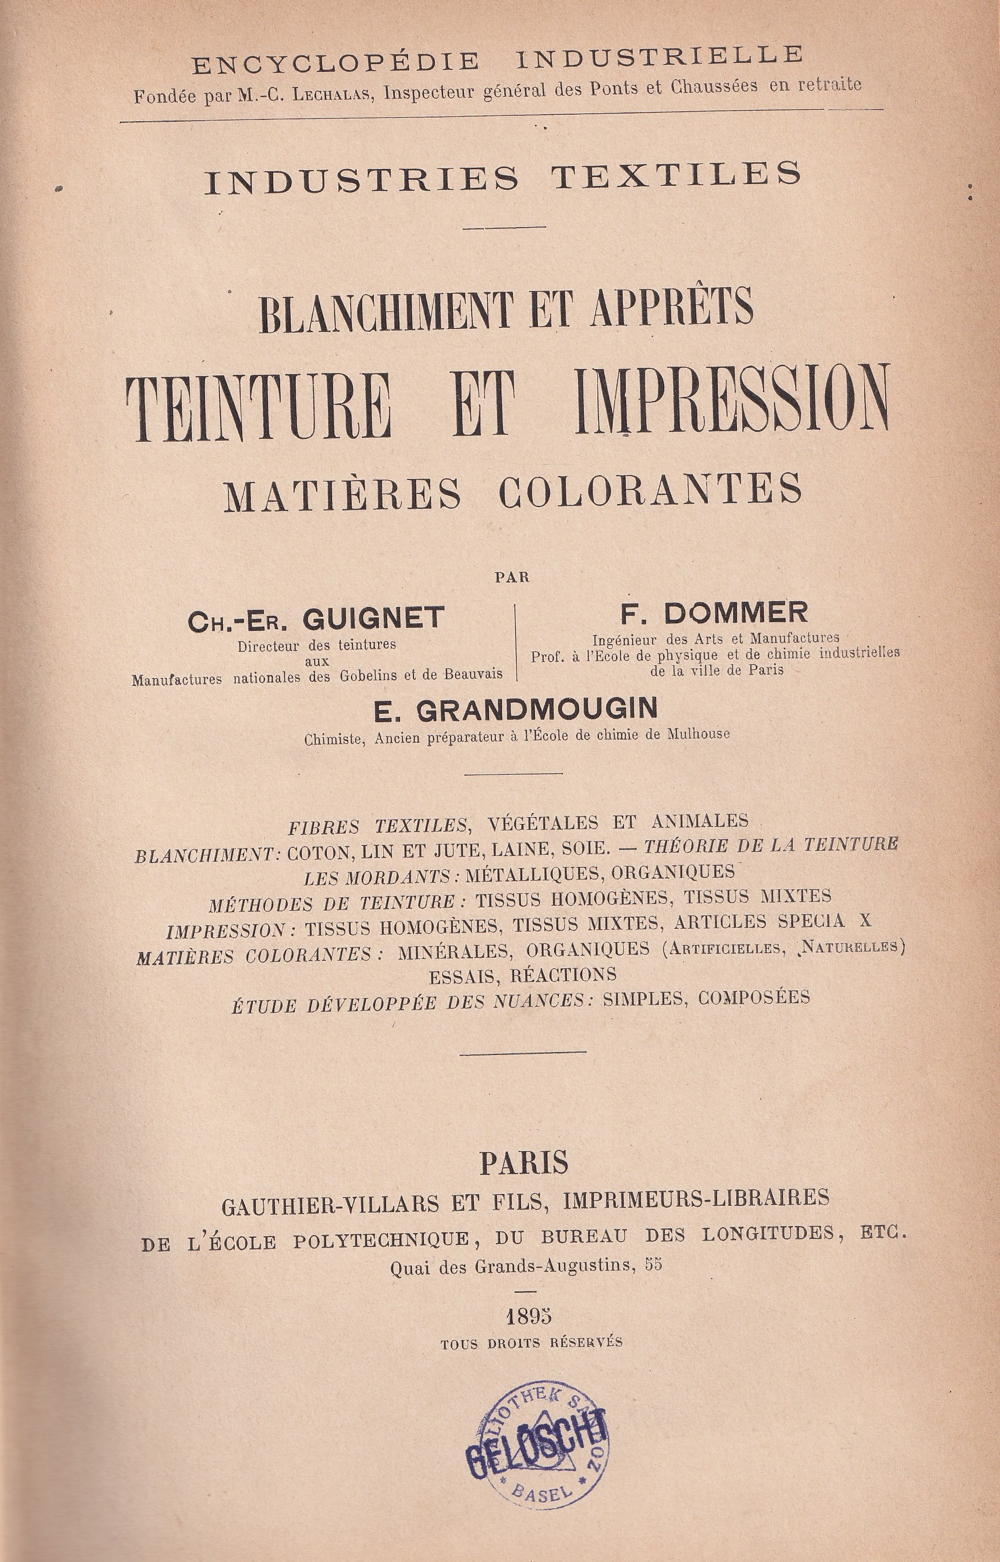 ENCYCLOPÉDIE INDUSTRIELLE
Fondée par M.-C. LECHALAS, Inspecteur général des Ponts et Chaussées en retraite
INDUSTRIES TEXTILES
BLANCHIMENT ET APPRÊTS
TEINTURE ET IMPRESSION
MATIÈRES COLORANTES
PAR
CH.-ER. GUIGNET
Directeur des teintures
aux
Manufactures nationales des Gobelins et de Beauvais
F. DOMMER
Ingénieur des Arts et Manufactures
Prof. à l'Ecole de physique et de chimie industrielles
de la ville de Paris
E. GRANDMOUGIN
Chimiste, Ancien préparateur à l'École de chimie de Mulhouse
FIBRES TEXTILES, VÉGÉTALES ET ANIMALES
BLANCHIMENT: COTON, LIN ET JUTE, LAINE, SOIE. — THÉORIE DE LA TEINTURE
LES MORDANTS: MÉTALLIQUES, ORGANIQUES
MÉTHODES DE TEINTURE: TISSUS HOMOGÈNES, TISSUS MIXTES
IMPRESSION: TISSUS HOMOGÈNES, TISSUS MIXTES, ARTICLES SPECIA X
MATIÈRES COLORANTES: MINÉRALES, ORGANIQUES (ARTIFICIELLES, NATURELLES)
ESSAIS, RÉACTIONS
ÉTUDE DÉVELOPPÉE DES NUANCES: SIMPLES, COMPOSÉES
PARIS
GAUTHIER-VILLARS ET FILS, IMPRIMEURS-LIBRAIRES
DE L'ÉCOLE POLYTECHNIQUE, DU BUREAU DES LONGITUDES, ETC.
Quai des Grands-Augustins, 55
1895
TOUS DROITS RÉSERVÉS
BIBLIOTHEK SANDOZ
GELÖSCHT
* BASEL *